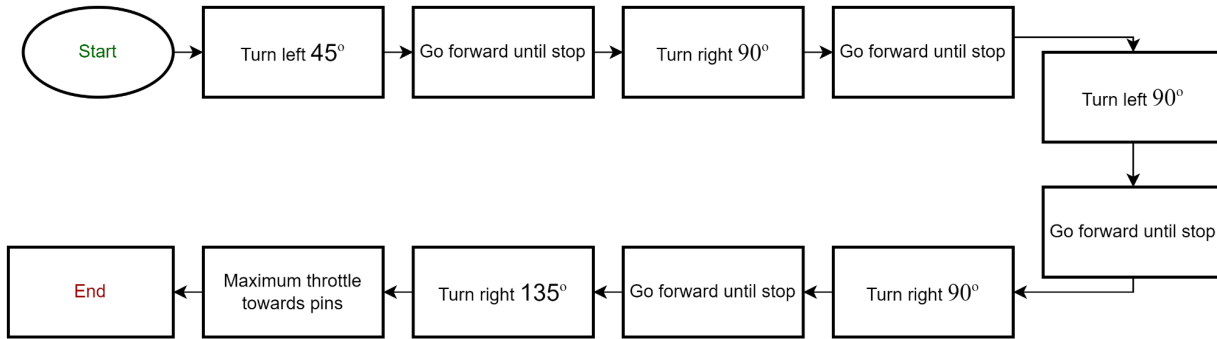 Start
Turn left 45°
Go forward until stop
Turn right 90°
Go forward until stop
Turn left 90°
Go forward until stop
Turn right 90°
Go forward until stop
Turn right 135°
Maximum throttle
towards pins
End